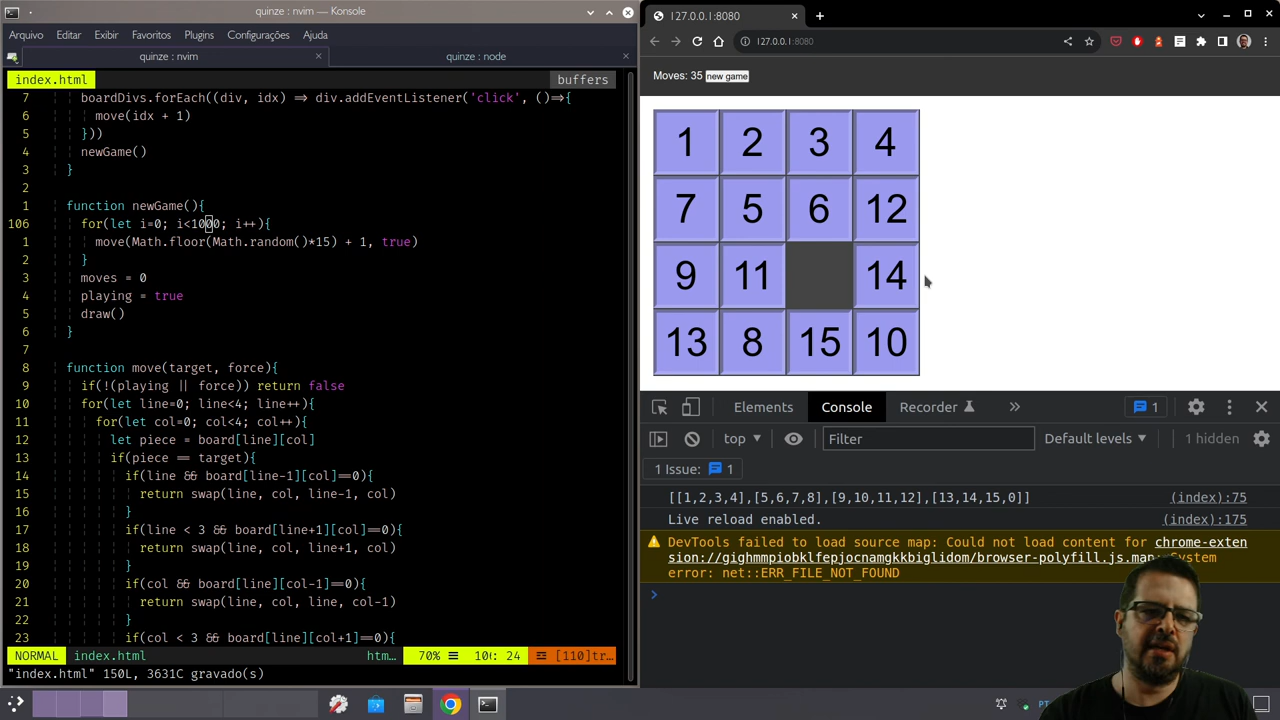 quinze : nvim — Konsole
Arquivo Editar Exibir Favoritos Plugins Configurações Ajuda
quinze : nvim
quinze : node
index.html
buffers
7 boardDivs.forEach((div, idx) => div.addEventListener('click', ()=>{
6 move(idx + 1)
5 }))
4 newGame()
3 }
2
1 function newGame(){
106 for(let i=0; i<1000; i++){
1 move(Math.floor(Math.random()*15) + 1, true)
2 }
3 moves = 0
4 playing = true
5 draw()
6 }
7
8 function move(target, force){
9 if(!(playing || force)) return false
10 for(let line=0; line<4; line++){
11 for(let col=0; col<4; col++){
12 let piece = board[line][col]
13 if(piece == target){
14 if(line && board[line-1][col]==0){
15 return swap(line, col, line-1, col)
16 }
17 if(line < 3 && board[line+1][col]==0){
18 return swap(line, col, line+1, col)
19 }
20 if(col && board[line][col-1]==0){
21 return swap(line, col, line, col-1)
22 }
23 if(col < 3 && board[line][col+1]==0){
NORMAL index.html htm… 70% 106: 24 [110]tr…
"index.html" 150L, 3631C gravado(s)
127.0.0.1:8080
127.0.0.1:8080
Moves: 35 new game
1 2 3 4
7 5 6 12
9 11 14
13 8 15 10
Elements Console Recorder
top Filter Default levels 1 hidden
1 Issue: 1
[[1,2,3,4],[5,6,7,8],[9,10,11,12],[13,14,15,0]] (index):75
Live reload enabled. (index):175
DevTools failed to load source map: Could not load content for chrome-exten
sion://gighmmpiobklfepjocnamgkkbiglidom/browser-polyfill.js.map: System
error: net::ERR_FILE_NOT_FOUND